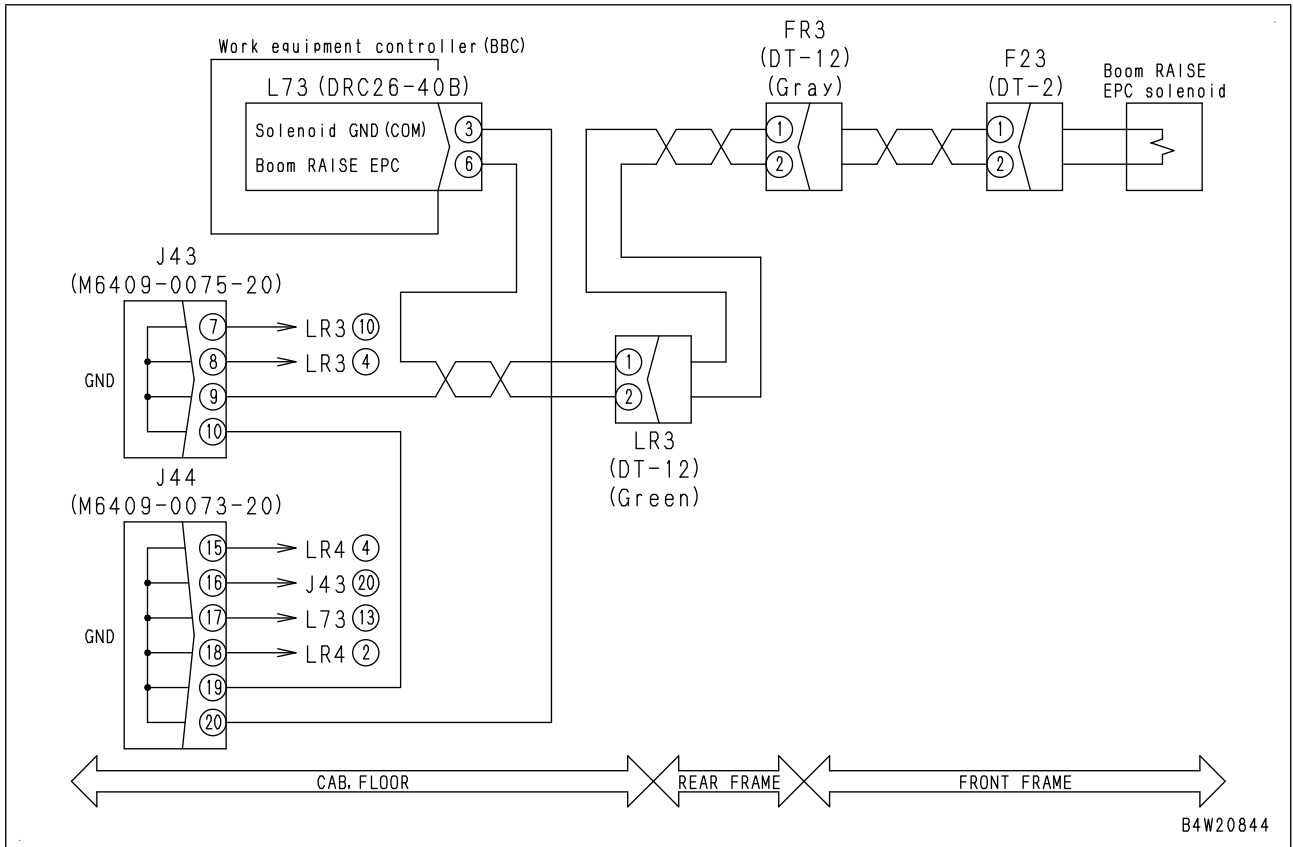 Work equipment controller (BBC)
L73 (DRC26-40B)
Solenoid GND (COM) 3
Boom RAISE EPC 6
FR3
(DT-12)
(Gray)
1
2
F23
(DT-2)
1
2
Boom RAISE
EPC solenoid
J43
(M6409-0075-20)
GND
7 LR3 10
8 LR3 4
9
10
1
2
LR3
(DT-12)
(Green)
J44
(M6409-0073-20)
GND
15 LR4 4
16 J43 20
17 L73 13
18 LR4 2
19
20
CAB, FLOOR
REAR FRAME
FRONT FRAME
B4W20844